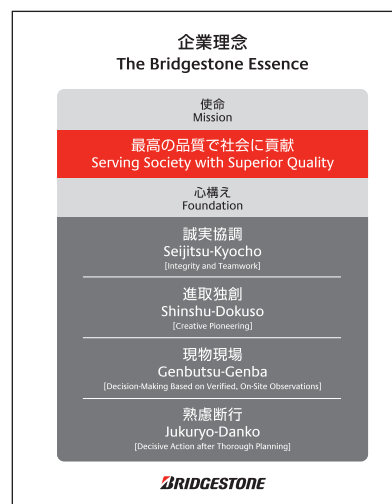 企業理念
The Bridgestone Essence
使命
Mission
最高の品質で社会に貢献
Serving Society with Superior Quality
心構え
Foundation
誠実協調
Seijitsu-Kyocho
[Integrity and Teamwork]
進取独創
Shinshu-Dokuso
[Creative Pioneering]
現物現場
Genbutsu-Genba
[Decision-Making Based on Verified, On-Site Observations]
熟慮断行
Jukuryo-Danko
[Decisive Action after Thorough Planning]
BRIDGESTONE